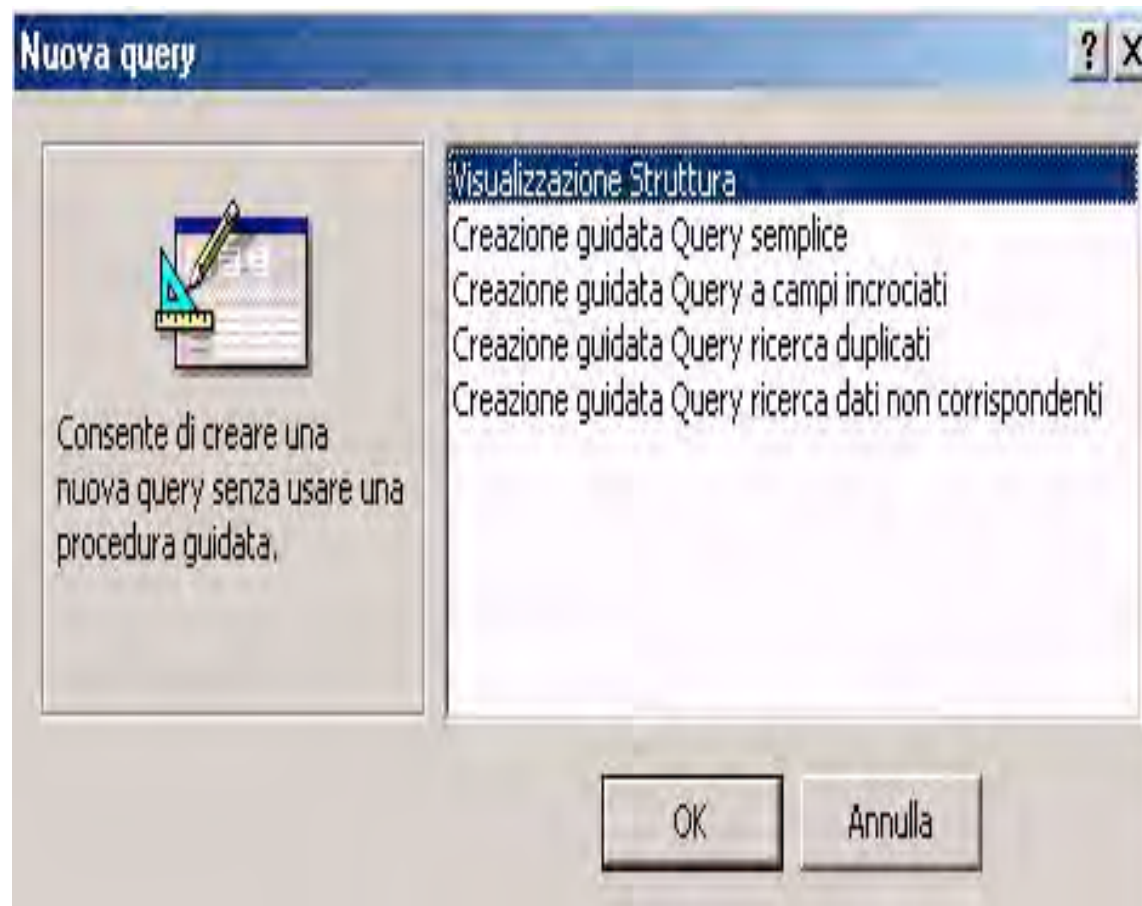 Nuova query
Visualizzazione Struttura
Creazione guidata Query semplice
Creazione guidata Query a campi incrociati
Creazione guidata Query ricerca duplicati
Creazione guidata Query ricerca dati non corrispondenti
Consente di creare una
nuova query senza usare una
procedura guidata.
OK
Annulla